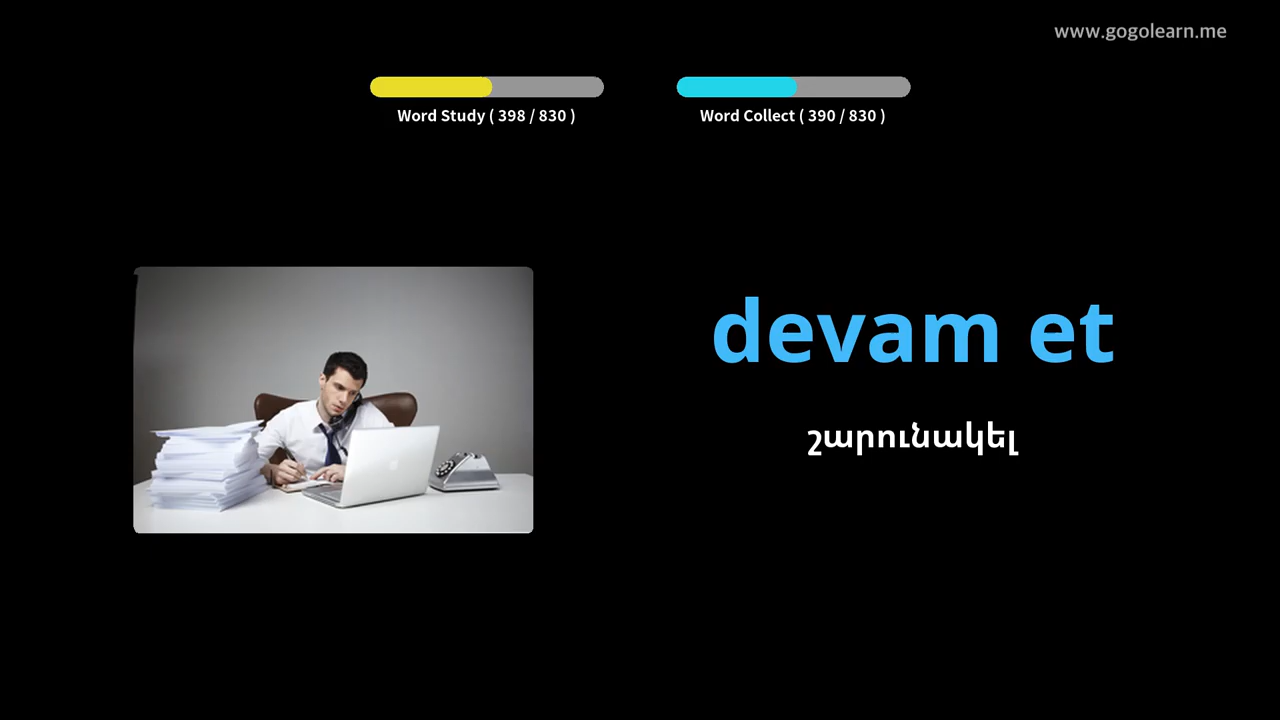 www.gogolearn.me
Word Study ( 398 / 830 )
Word Collect ( 390 / 830 )
devam et
շարունակել